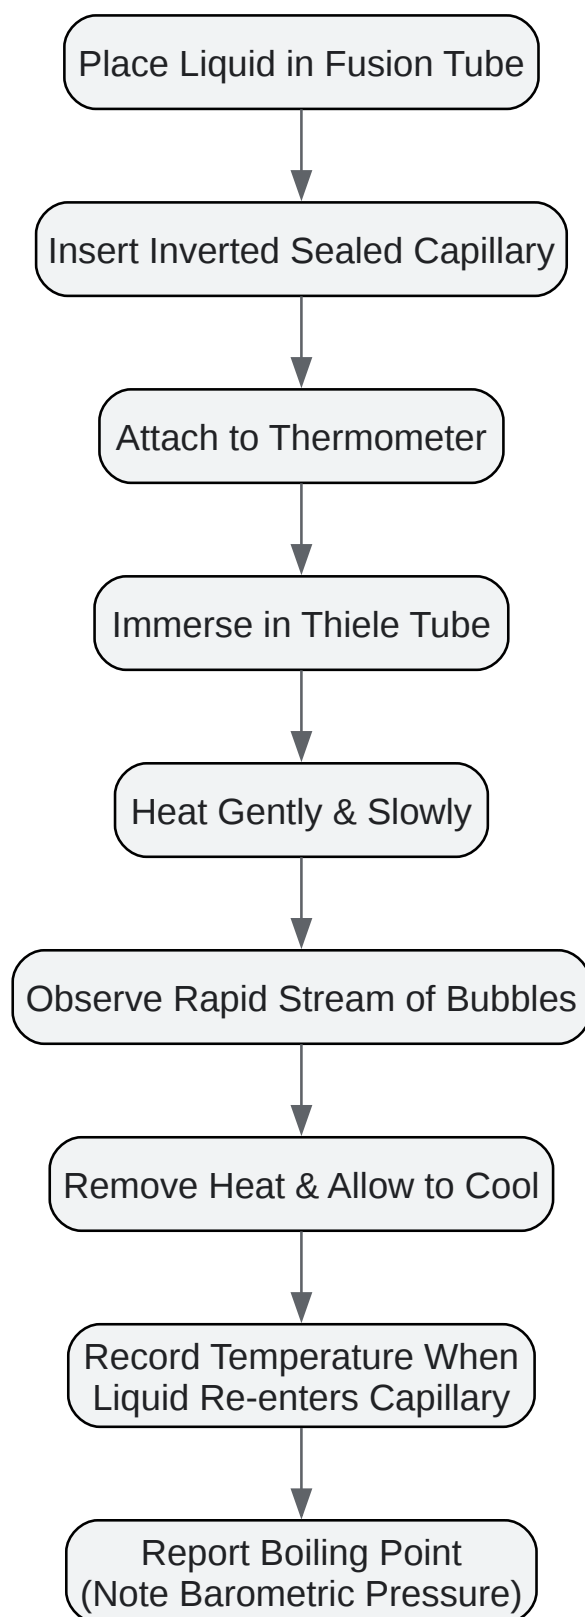 Place Liquid in Fusion Tube
Insert Inverted Sealed Capillary
Attach to Thermometer
Immerse in Thiele Tube
Heat Gently & Slowly
Observe Rapid Stream of Bubbles
Remove Heat & Allow to Cool
Record Temperature When
Liquid Re-enters Capillary
Report Boiling Point
(Note Barometric Pressure)